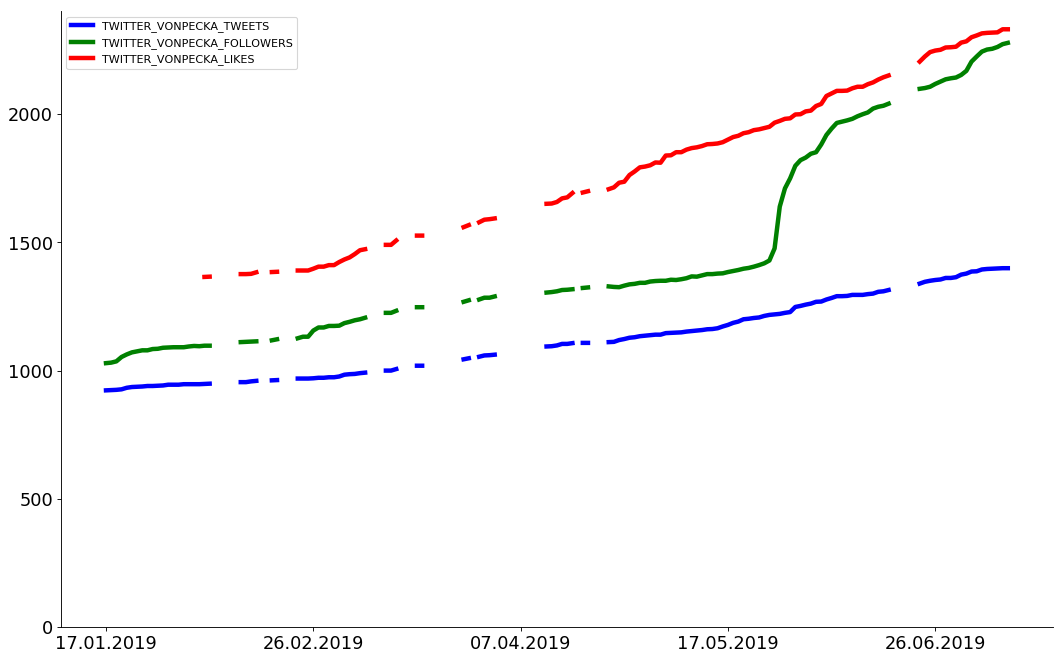 TWITTER_VONPECKA_TWEETS
TWITTER_VONPECKA_FOLLOWERS
TWITTER_VONPECKA_LIKES
2000
1500
1000
500
0
17.01.2019 26.02.2019 07.04.2019 17.05.2019 26.06.2019